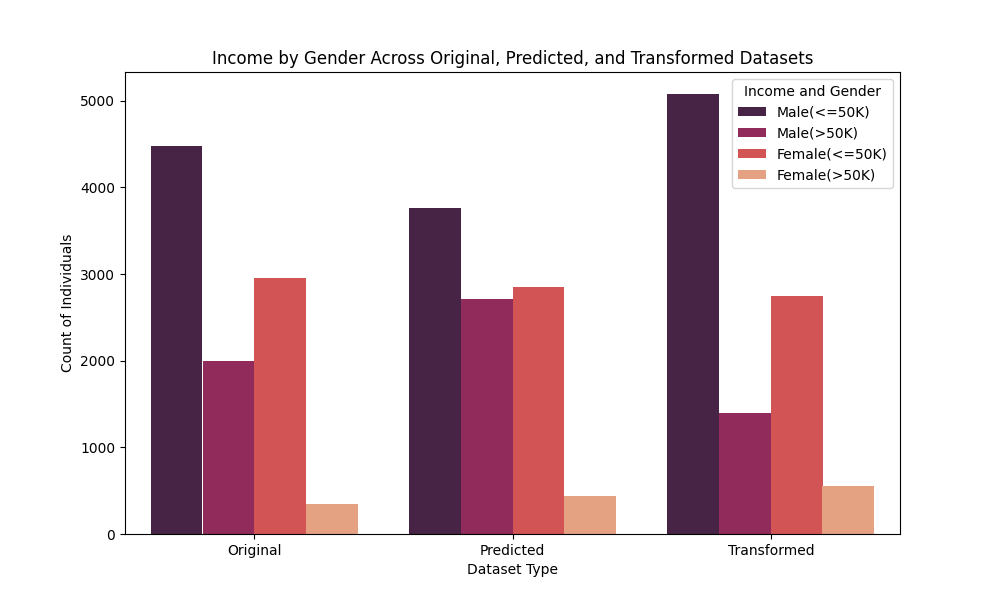 Income by Gender Across Original, Predicted, and Transformed Datasets
Income and Gender
Male(<=50K)
Male(>50K)
Female(<=50K)
Female(>50K)
Count of Individuals
5000
4000
3000
2000
1000
0
Original
Predicted
Transformed
Dataset Type